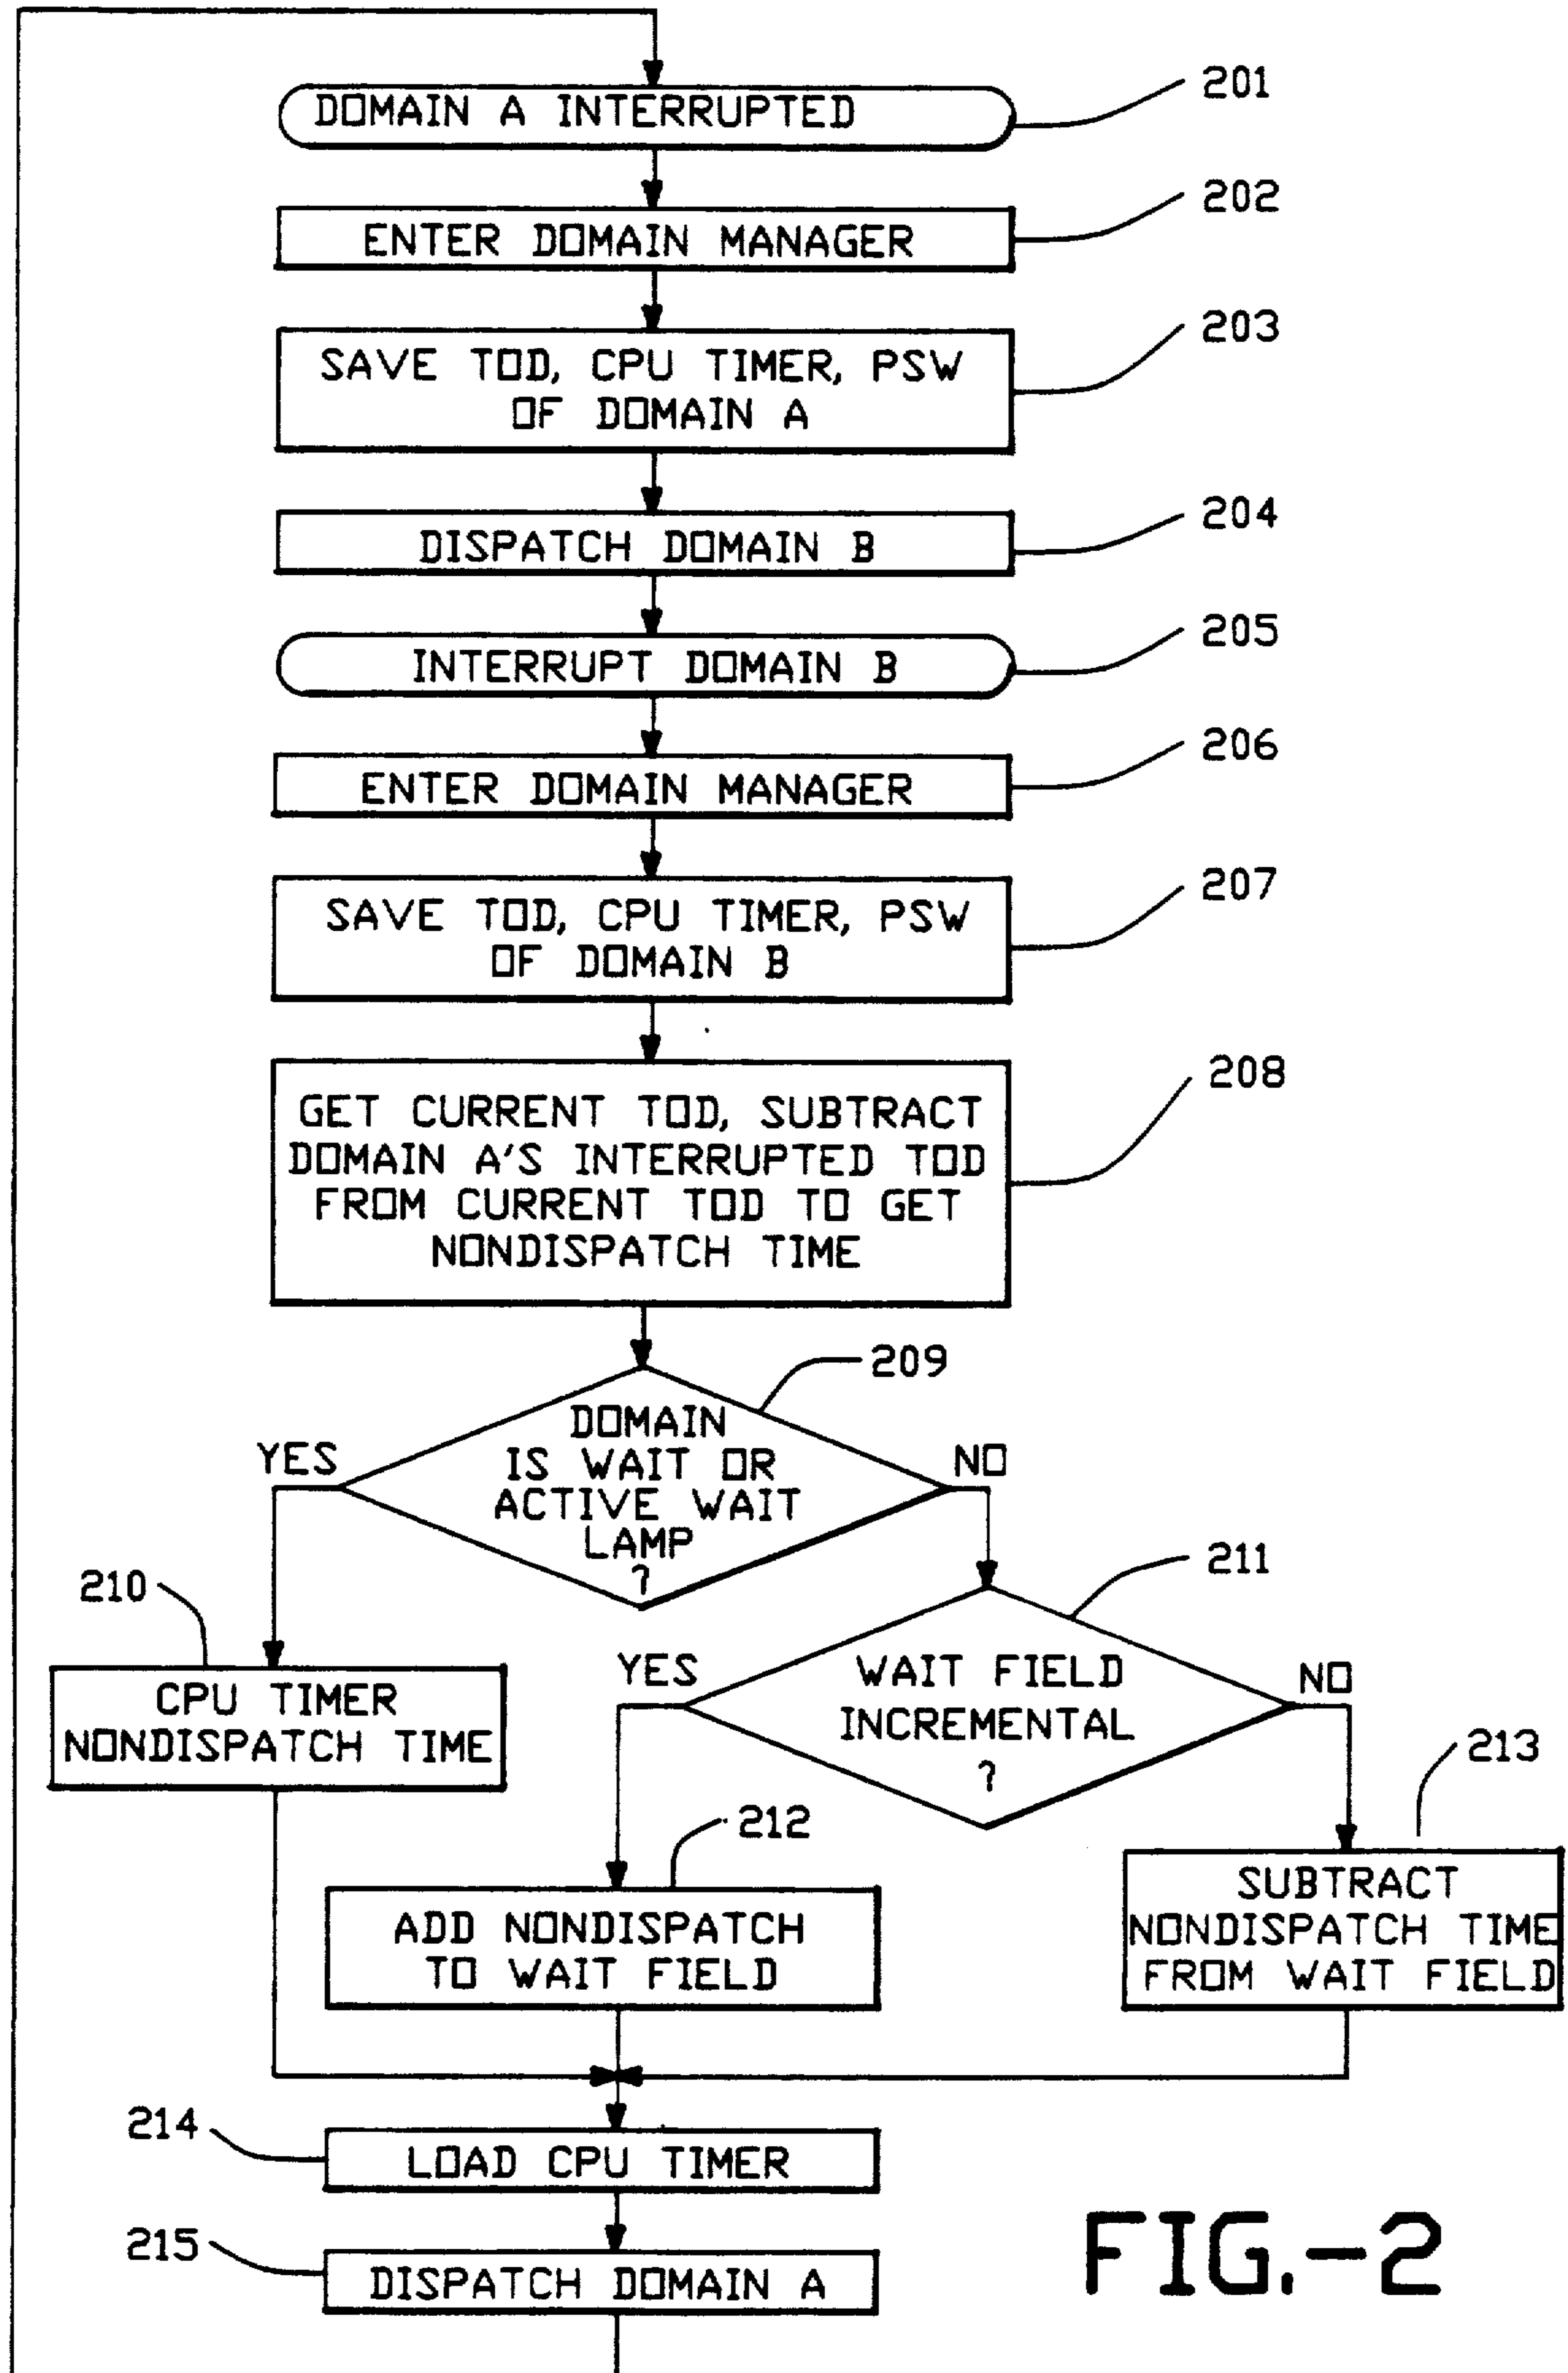 DOMAIN A INTERRUPTED
201
ENTER DOMAIN MANAGER
202
SAVE TOD, CPU TIMER, PSW
OF DOMAIN A
203
DISPATCH DOMAIN B
204
INTERRUPT DOMAIN B
205
ENTER DOMAIN MANAGER
206
SAVE TOD, CPU TIMER, PSW
OF DOMAIN B
207
GET CURRENT TOD, SUBTRACT
DOMAIN A'S INTERRUPTED TOD
FROM CURRENT TOD TO GET
NONDISPATCH TIME
208
209
DOMAIN
IS WAIT OR
ACTIVE WAIT
LAMP
?
YES
NO
210
CPU TIMER
NONDISPATCH TIME
211
WAIT FIELD
INCREMENTAL
?
YES
NO
212
ADD NONDISPATCH
TO WAIT FIELD
213
SUBTRACT
NONDISPATCH TIME
FROM WAIT FIELD
214
LOAD CPU TIMER
215
DISPATCH DOMAIN A
FIG.-2